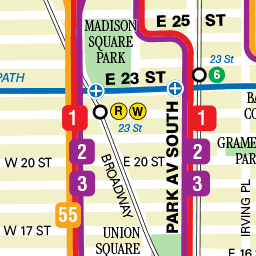 MADISON
SQUARE
PARK
E 25 ST
23 St
6
PATH
E 23 ST
1
R W
23 St
1
BROADWAY
PARK AV SOUTH
2
3
W 20 ST
E 20 ST
2
3
GRAME
PAR
IRVING PL
55
W 17 ST
UNION
SQUARE
E 16